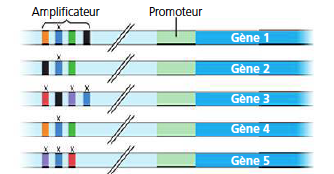 Amplificateur Promoteur
x Gène 1
x Gène 2
x x x Gène 3
x Gène 4
x x x Gène 5